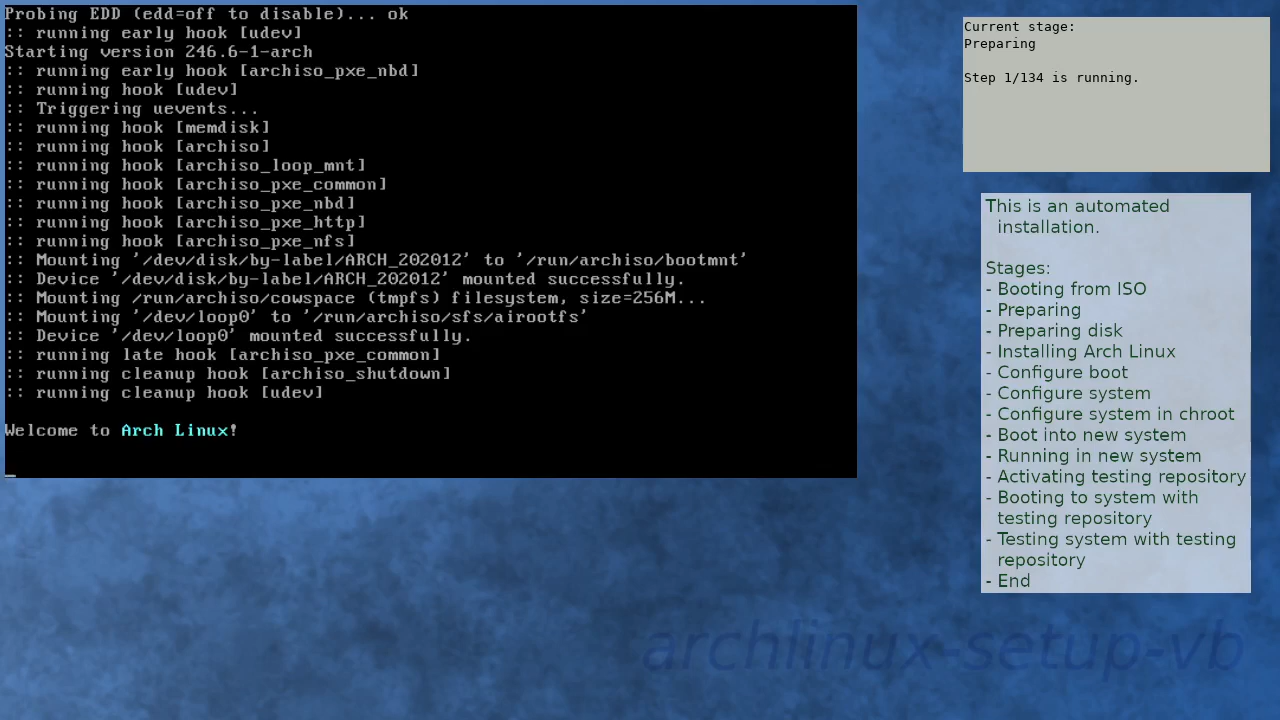 Probing EDD (edd=off to disable)... ok
:: running early hook [udev]
Starting version 246.6-1-arch
:: running early hook [archiso_pxe_nbd]
:: running hook [udev]
:: Triggering uevents...
:: running hook [memdisk]
:: running hook [archiso]
:: running hook [archiso_loop_mnt]
:: running hook [archiso_pxe_common]
:: running hook [archiso_pxe_nbd]
:: running hook [archiso_pxe_http]
:: running hook [archiso_pxe_nfs]
:: Mounting '/dev/disk/by-label/ARCH_202012' to '/run/archiso/bootmnt'
:: Device '/dev/disk/by-label/ARCH_202012' mounted successfully.
:: Mounting /run/archiso/cowspace (tmpfs) filesystem, size=256M...
:: Mounting '/dev/loop0' to '/run/archiso/sfs/airootfs'
:: Device '/dev/loop0' mounted successfully.
:: running late hook [archiso_pxe_common]
:: running cleanup hook [archiso_shutdown]
:: running cleanup hook [udev]
Welcome to Arch Linux!
Current stage:
Preparing
Step 1/134 is running.
This is an automated
installation.
Stages:
- Booting from ISO
- Preparing
- Preparing disk
- Installing Arch Linux
- Configure boot
- Configure system
- Configure system in chroot
- Boot into new system
- Running in new system
- Activating testing repository
- Booting to system with
testing repository
- Testing system with testing
repository
- End
archlinux-setup-vb